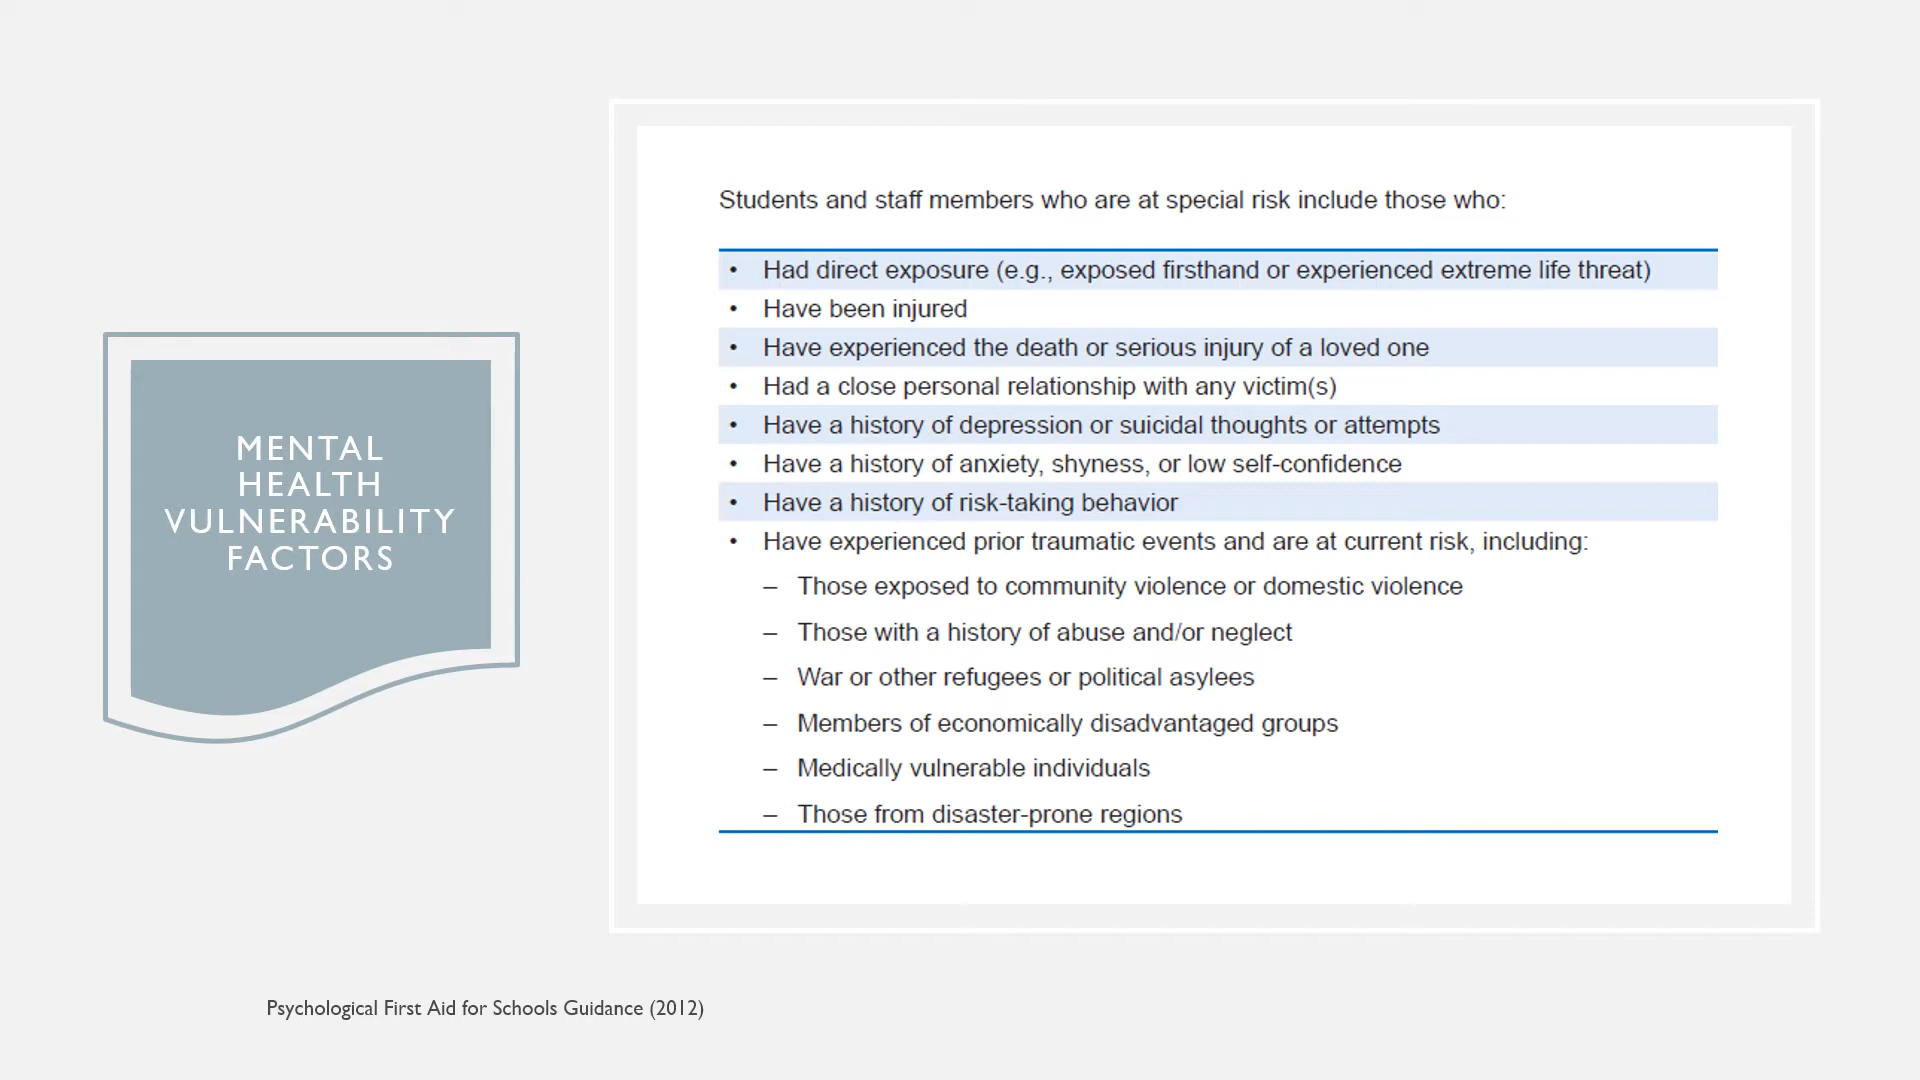 MENTAL
HEALTH
VULNERABILITY
FACTORS
Students and staff members who are at special risk include those who:
• Had direct exposure (e.g., exposed firsthand or experienced extreme life threat)
• Have been injured
• Have experienced the death or serious injury of a loved one
• Had a close personal relationship with any victim(s)
• Have a history of depression or suicidal thoughts or attempts
• Have a history of anxiety, shyness, or low self-confidence
• Have a history of risk-taking behavior
• Have experienced prior traumatic events and are at current risk, including:
– Those exposed to community violence or domestic violence
– Those with a history of abuse and/or neglect
– War or other refugees or political asylees
– Members of economically disadvantaged groups
– Medically vulnerable individuals
– Those from disaster-prone regions
Psychological First Aid for Schools Guidance (2012)